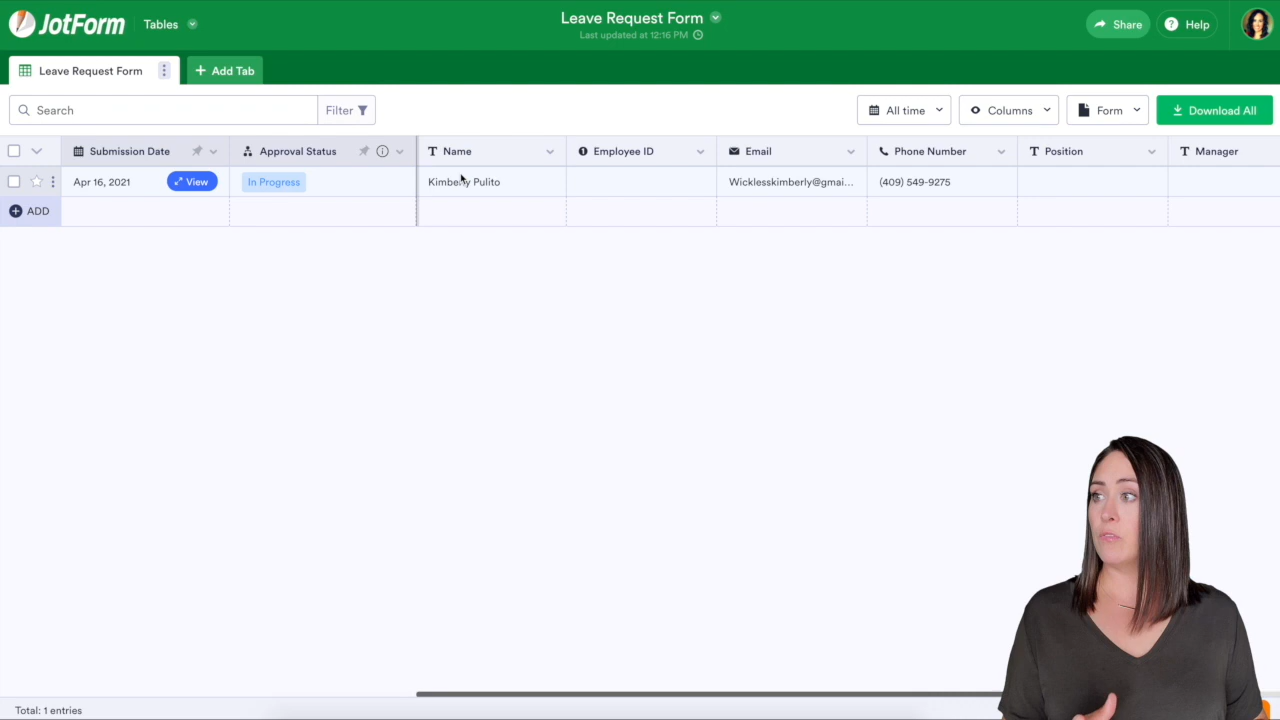 JotForm
Tables
Leave Request Form
Last updated at 12:16 PM
Share
Help
Leave Request Form
Add Tab
Search
Filter
All time
Columns
Form
Download All
Submission Date
Approval Status
Name
Employee ID
Email
Phone Number
Position
Manager
Apr 16, 2021
View
In Progress
Kimberly Pulito
Wicklesskimberly@gmai...
(409) 549-9275
ADD
Total: 1 entries